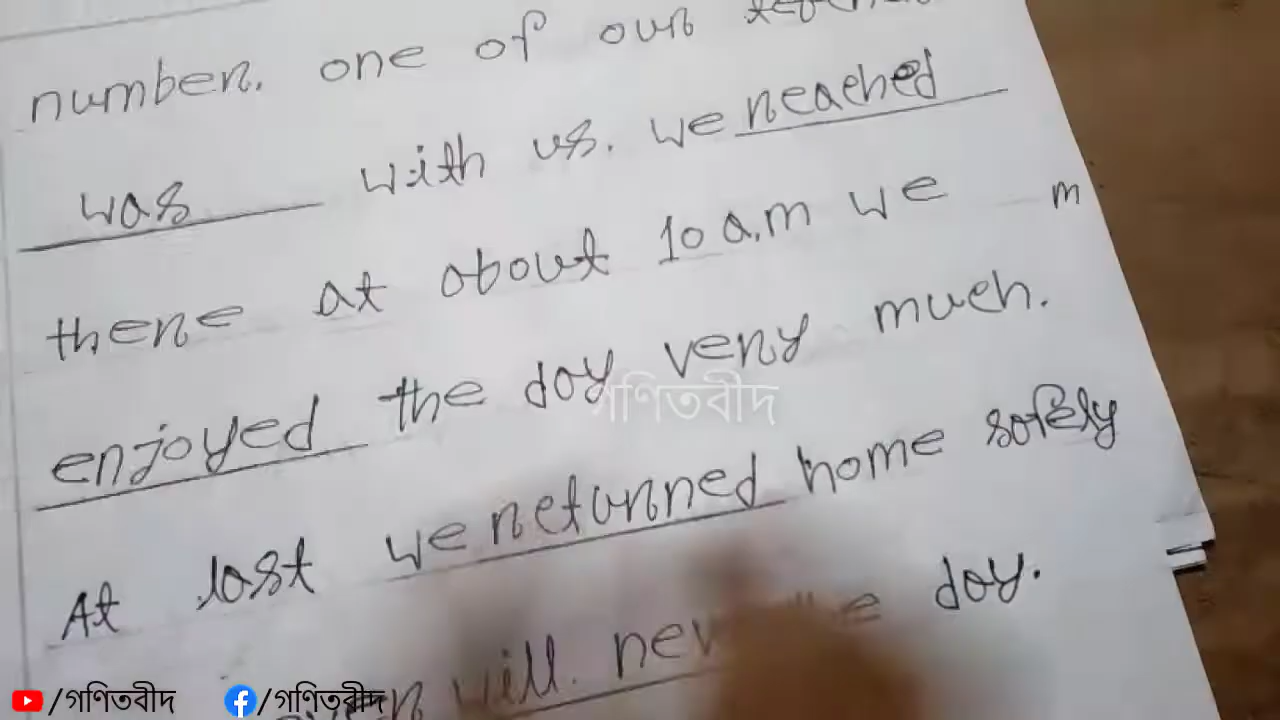 number. one of our
was with us. we reached
there at about 10 a.m we m
enjoyed the day very much.
গণিতবীদ
At last we returned home safely
will the day.
/গণিতবীদ /গণিতবীদ